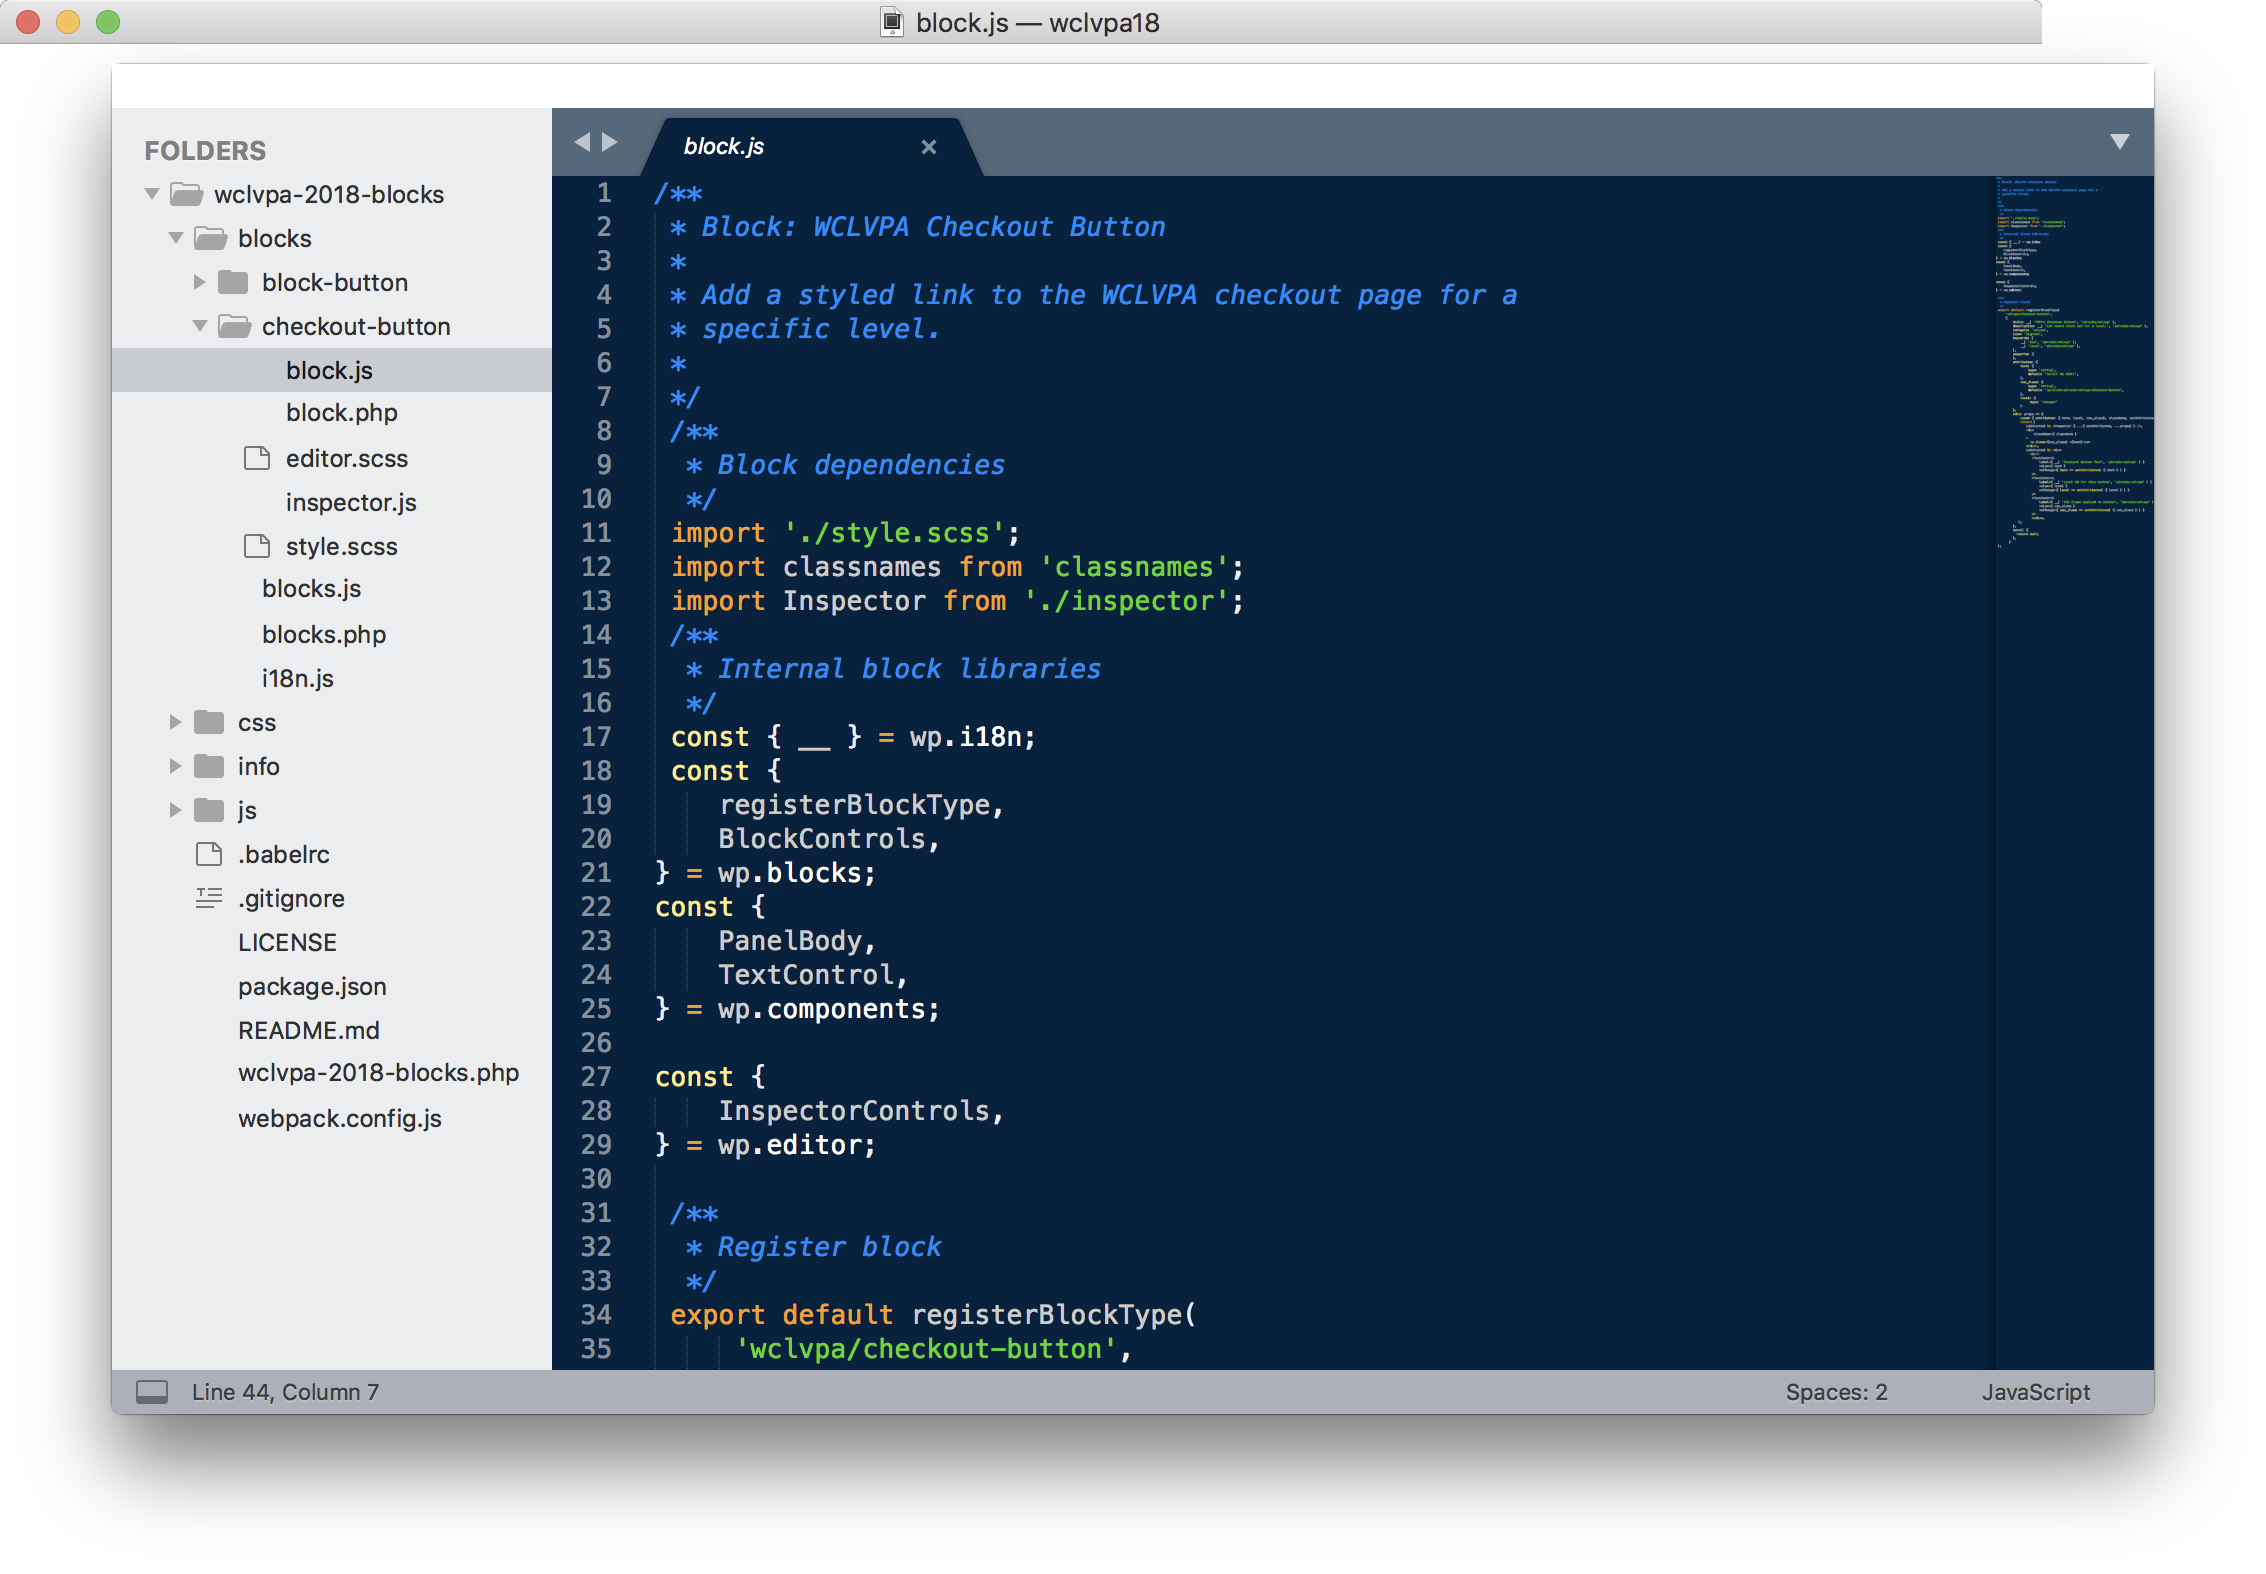 block.js — wclvpa18
FOLDERS
wclvpa-2018-blocks
blocks
block-button
checkout-button
block.js
block.php
editor.scss
inspector.js
style.scss
blocks.js
blocks.php
i18n.js
css
info
js
.babelrc
.gitignore
LICENSE
package.json
README.md
wclvpa-2018-blocks.php
webpack.config.js
block.js
1 /**
2 * Block: WCLVPA Checkout Button
3 *
4 * Add a styled link to the WCLVPA checkout page for a
5 * specific level.
6 *
7 */
8 /**
9 * Block dependencies
10 */
11 import './style.scss';
12 import classnames from 'classnames';
13 import Inspector from './inspector';
14 /**
15 * Internal block libraries
16 */
17 const { __ } = wp.i18n;
18 const {
19 registerBlockType,
20 BlockControls,
21 } = wp.blocks;
22 const {
23 PanelBody,
24 TextControl,
25 } = wp.components;
26
27 const {
28 InspectorControls,
29 } = wp.editor;
30
31 /**
32 * Register block
33 */
34 export default registerBlockType(
35 'wclvpa/checkout-button',
Line 44, Column 7
Spaces: 2
JavaScript